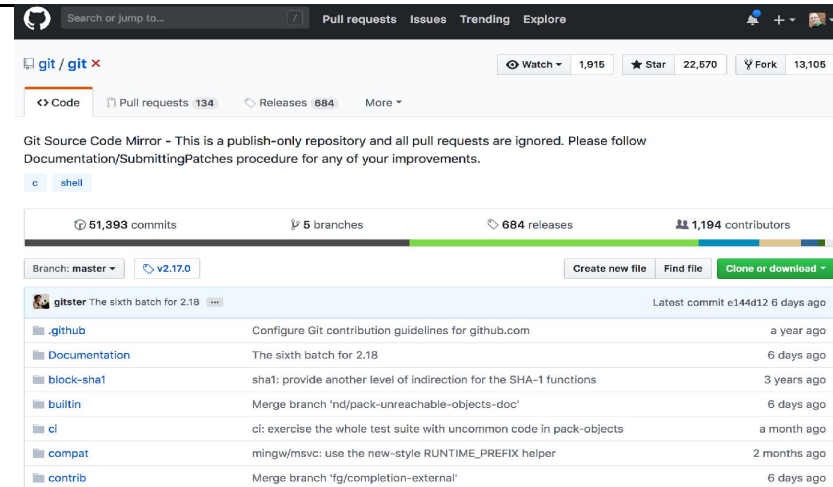 Search or jump to... /
Pull requests Issues Trending Explore
git / git
Watch 1,915 Star 22,570 Fork 13,105
Code Pull requests 134 Releases 684 More
Git Source Code Mirror - This is a publish-only repository and all pull requests are ignored. Please follow
Documentation/SubmittingPatches procedure for any of your improvements.
c shell
51,393 commits 5 branches 684 releases 1,194 contributors
Branch: master v2.17.0 Create new file Find file Clone or download
gitster The sixth batch for 2.18 ... Latest commit e144d12 6 days ago
.github Configure Git contribution guidelines for github.com a year ago
Documentation The sixth batch for 2.18 6 days ago
block-sha1 sha1: provide another level of indirection for the SHA-1 functions 3 years ago
builtin Merge branch 'nd/pack-unreachable-objects-doc' 6 days ago
ci ci: exercise the whole test suite with uncommon code in pack-objects a month ago
compat mingw/msvc: use the new-style RUNTIME_PREFIX helper 2 months ago
contrib Merge branch 'fg/completion-external' 6 days ago